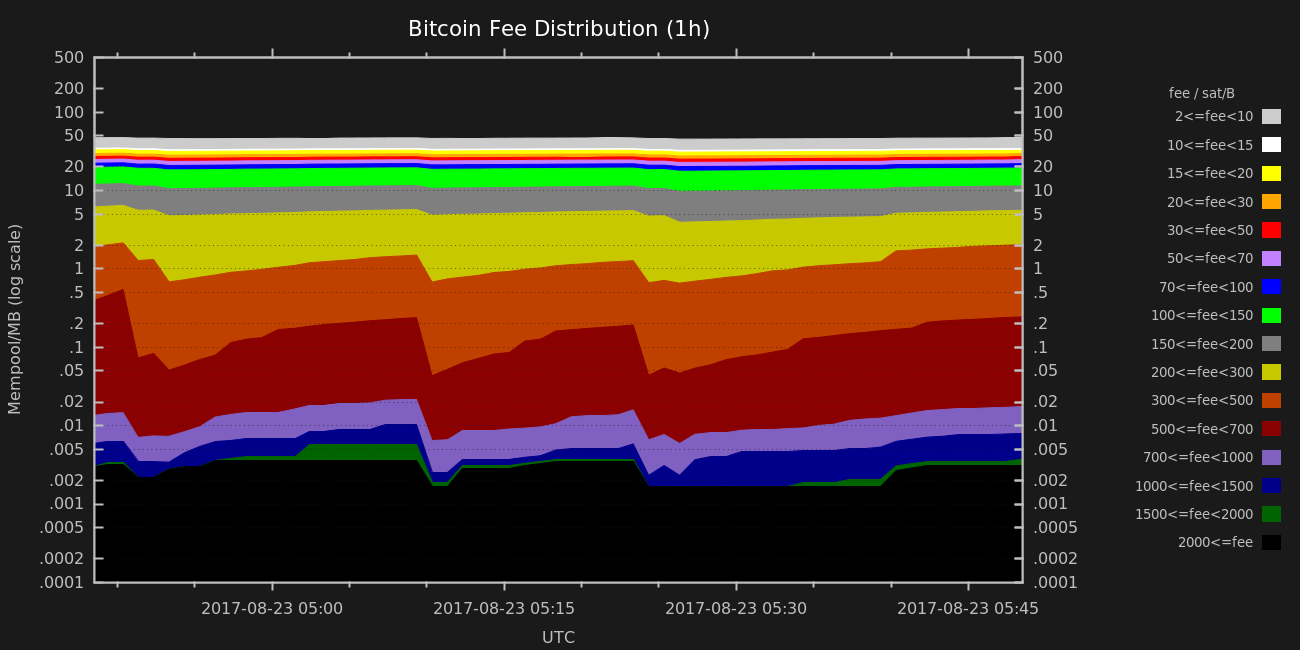 Bitcoin Fee Distribution (1h)
500
200
100
50
20
10
5
2
1
.5
.2
.1
.05
.02
.01
.005
.002
.001
.0005
.0002
.0001
Mempool/MB (log scale)
500
200
100
50
20
10
5
2
1
.5
.2
.1
.05
.02
.01
.005
.002
.001
.0005
.0002
.0001
fee / sat/B
2<=fee<10
10<=fee<15
15<=fee<20
20<=fee<30
30<=fee<50
50<=fee<70
70<=fee<100
100<=fee<150
150<=fee<200
200<=fee<300
300<=fee<500
500<=fee<700
700<=fee<1000
1000<=fee<1500
1500<=fee<2000
2000<=fee
2017-08-23 05:00 2017-08-23 05:15 2017-08-23 05:30 2017-08-23 05:45
UTC